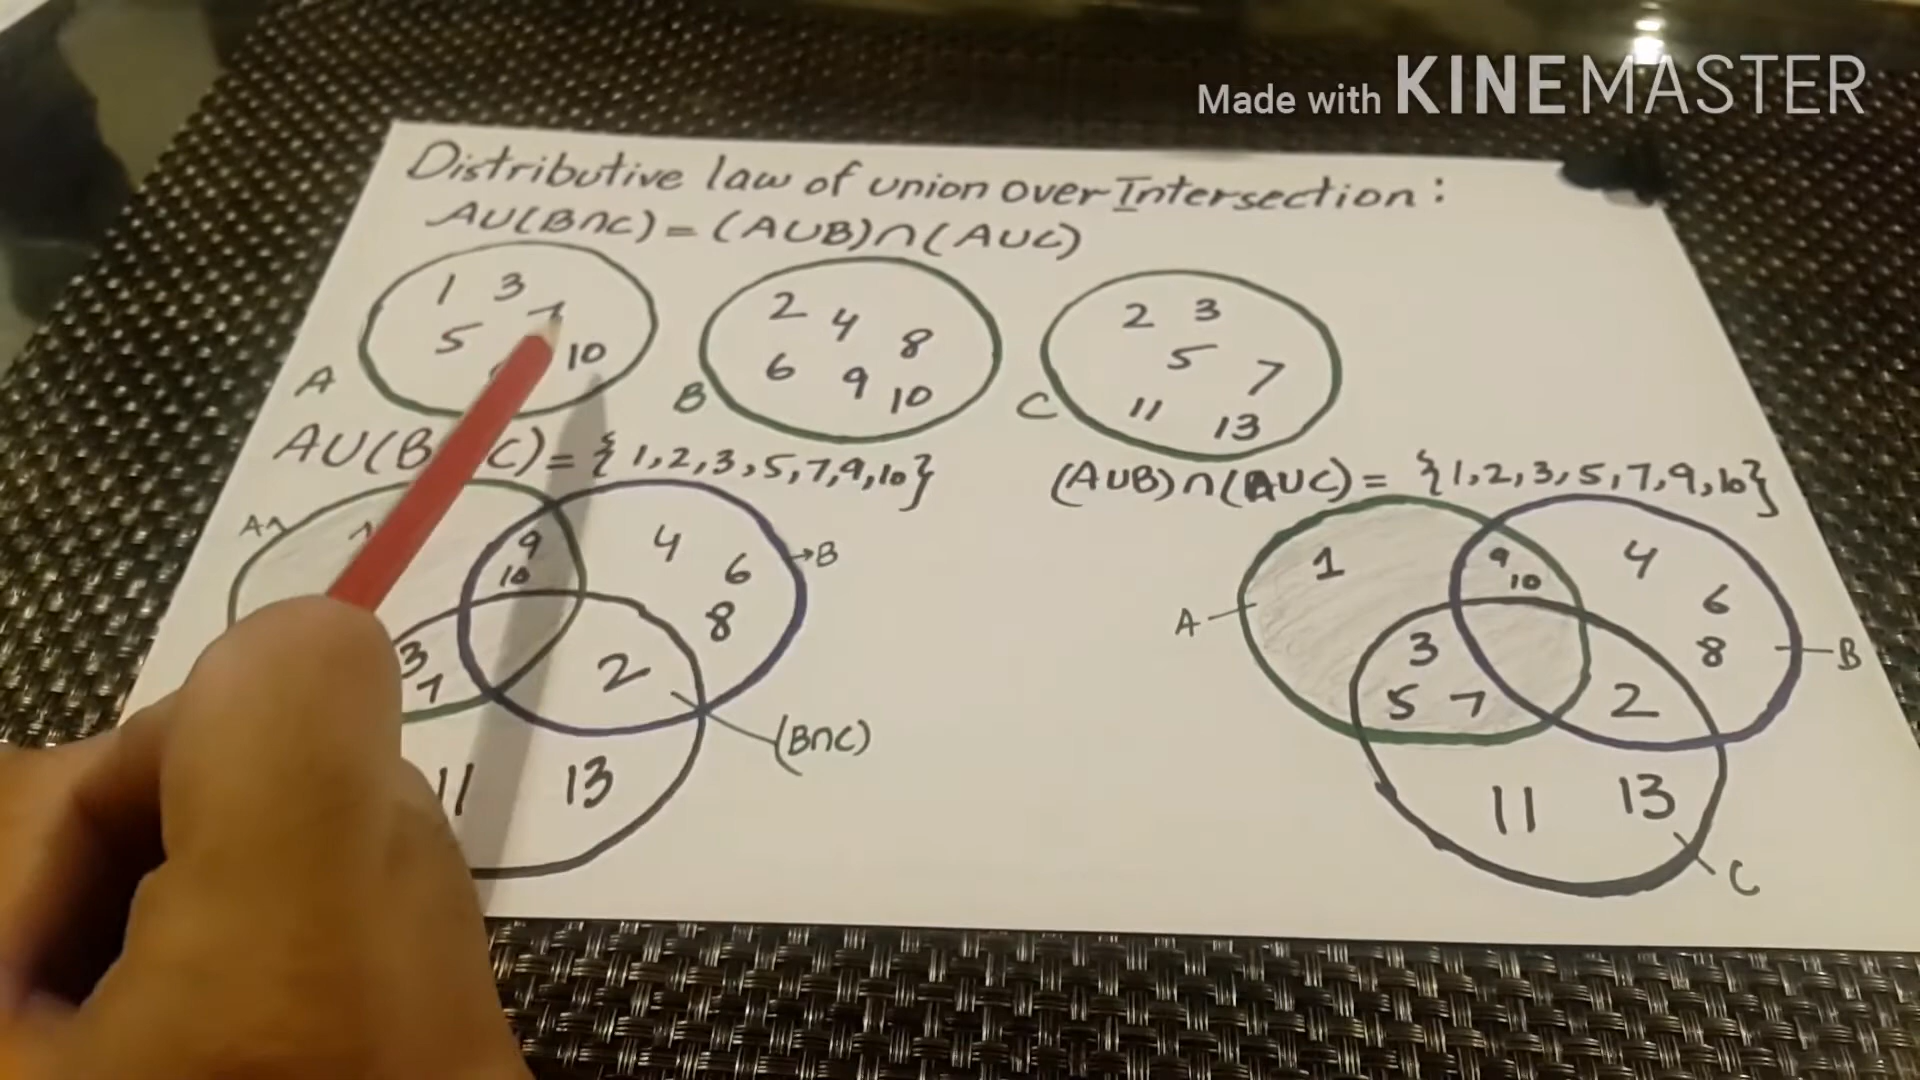 Made with KINEMASTER
Distributive law of union over Intersection:
AU(B∩C) = (AUB)∩(AUC)
1 3
7
5
10
A
2 4 8
6 9 10
B
2 3
5 7
11 13
C
AU(B C) = {1,2,3,5,7,9,10}
(AUB)∩(AUC) = {1,2,3,5,7,9,10}
A
9
10
4
6
8
→B
3
7
2
(B∩C)
11 13
A
1
9
10
4
6
8
B
3
5 7
2
11 13
C